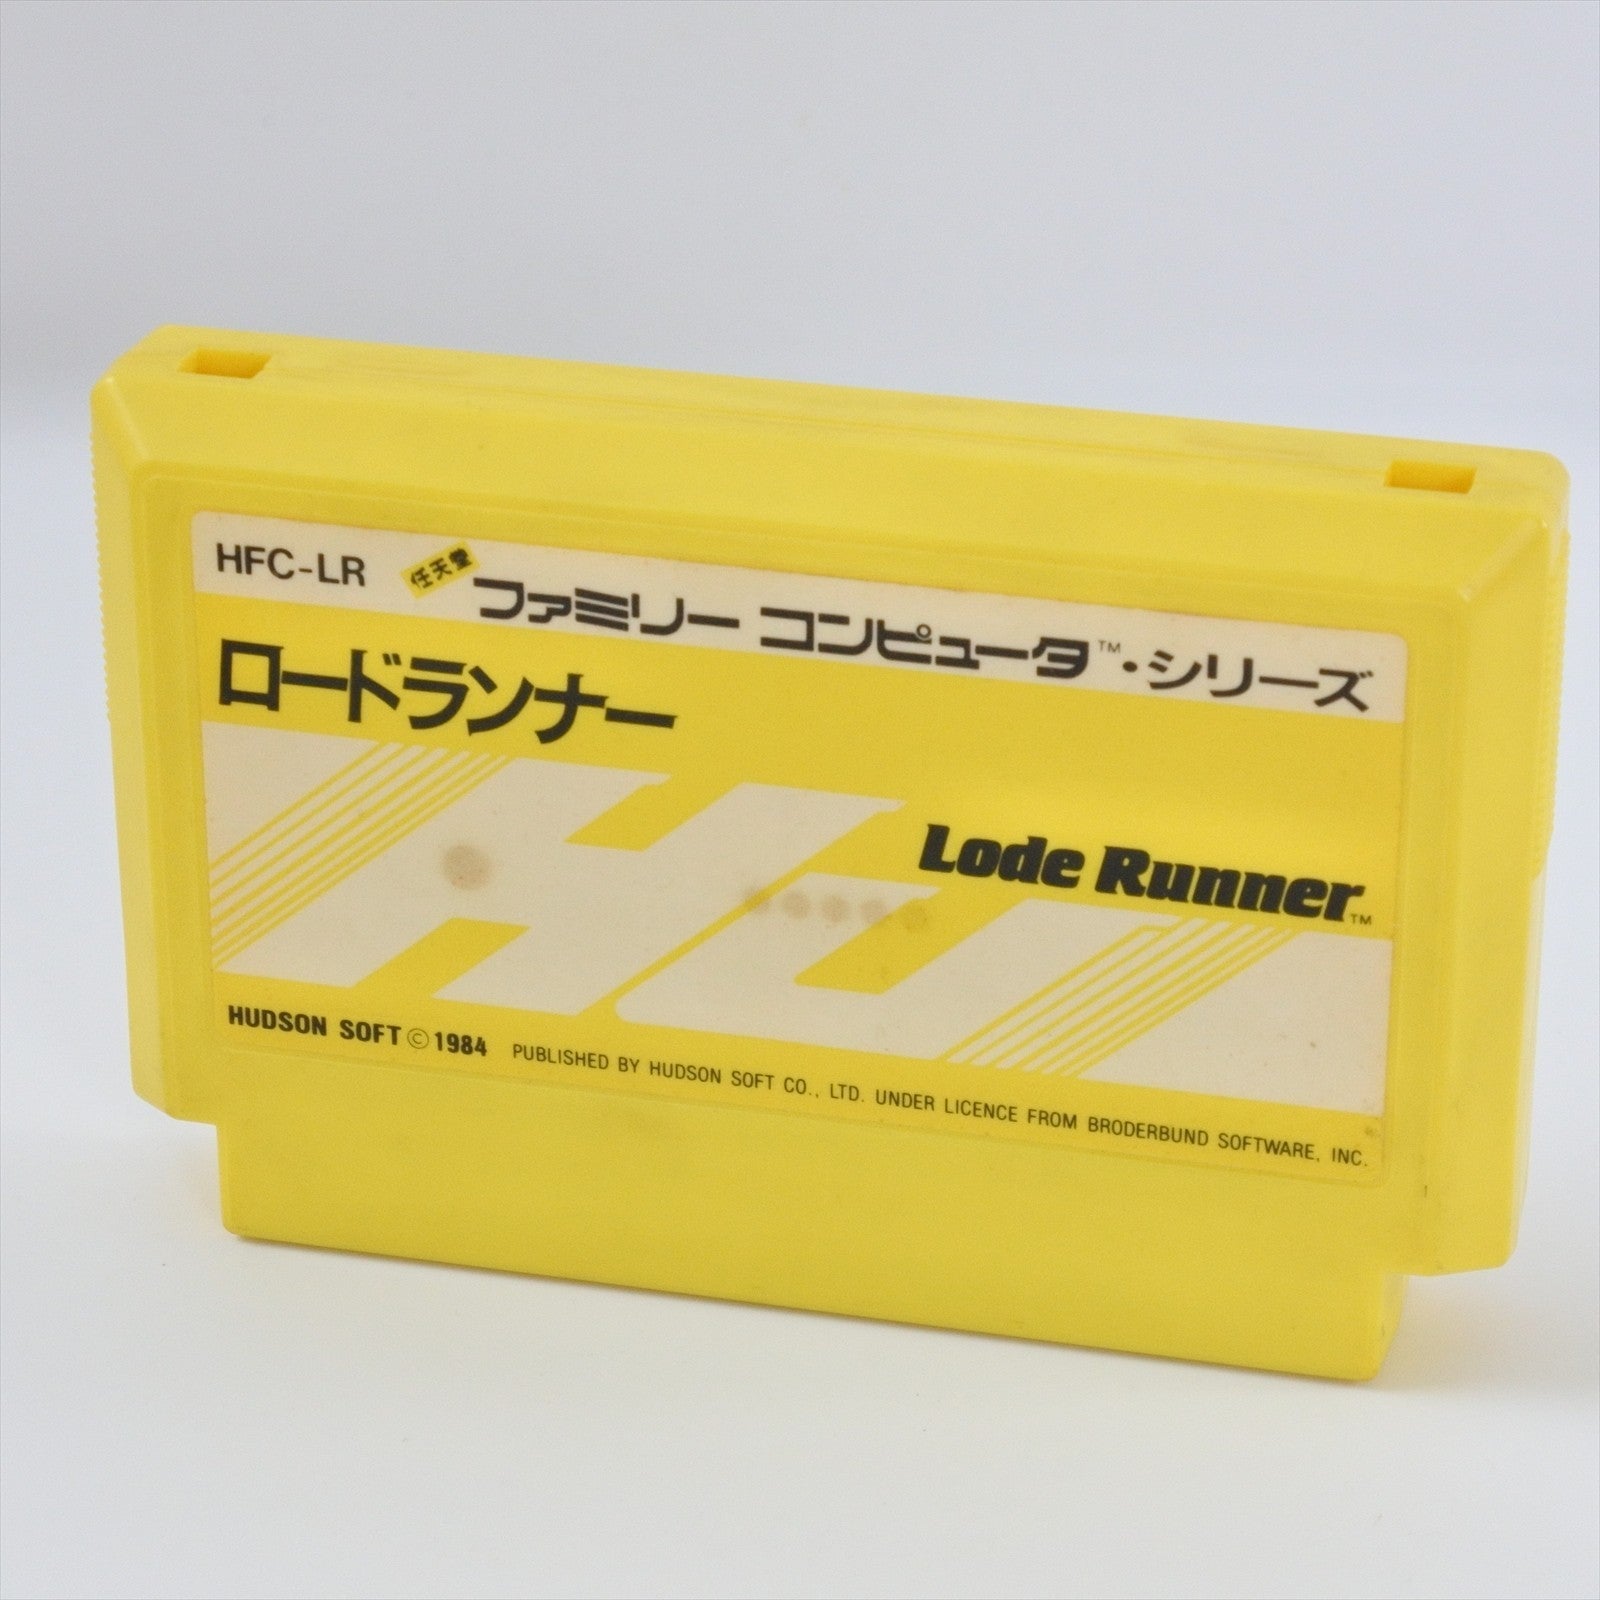 HFC-LR 任天堂 ファミリー コンピュータ™・シリーズ
ロードランナー
Lode Runner™
HU
HUDSON SOFT © 1984 PUBLISHED BY HUDSON SOFT CO., LTD. UNDER LICENCE FROM BRODERBUND SOFTWARE, INC.